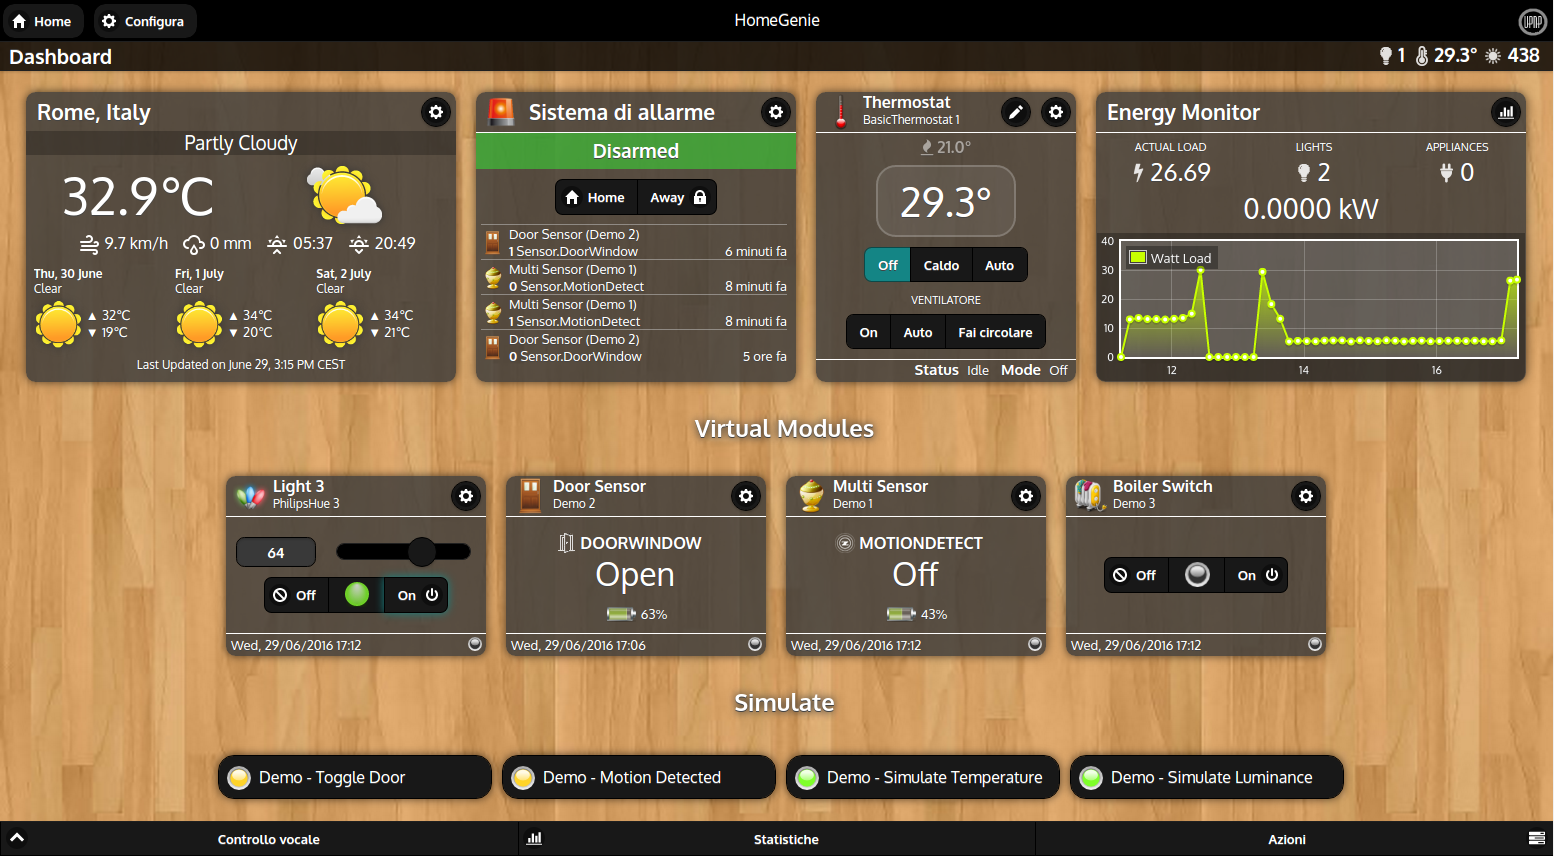 Home
Configura
HomeGenie
UPNP
Dashboard
1 29.3° 438
Rome, Italy
Partly Cloudy
32.9°C
9.7 km/h 0 mm 05:37 20:49
Thu, 30 June
Clear
▲ 32°C
▼ 19°C
Fri, 1 July
Clear
▲ 34°C
▼ 20°C
Sat, 2 July
Clear
▲ 34°C
▼ 21°C
Last Updated on June 29, 3:15 PM CEST
Sistema di allarme
Disarmed
Home Away
Door Sensor (Demo 2)
1 Sensor.DoorWindow 6 minuti fa
Multi Sensor (Demo 1)
0 Sensor.MotionDetect 8 minuti fa
Multi Sensor (Demo 1)
1 Sensor.MotionDetect 8 minuti fa
Door Sensor (Demo 2)
0 Sensor.DoorWindow 5 ore fa
Thermostat
BasicThermostat 1
21.0°
29.3°
Off Caldo Auto
VENTILATORE
On Auto Fai circolare
Status Idle Mode Off
Energy Monitor
ACTUAL LOAD LIGHTS APPLIANCES
26.69 2 0
0.0000 kW
Watt Load
40
30
20
10
0
12 14 16
Virtual Modules
Light 3
PhilipsHue 3
64
Off On
Wed, 29/06/2016 17:12
Door Sensor
Demo 2
DOORWINDOW
Open
63%
Wed, 29/06/2016 17:06
Multi Sensor
Demo 1
MOTIONDETECT
Off
43%
Wed, 29/06/2016 17:12
Boiler Switch
Demo 3
Off On
Wed, 29/06/2016 17:12
Simulate
Demo - Toggle Door
Demo - Motion Detected
Demo - Simulate Temperature
Demo - Simulate Luminance
Controllo vocale
Statistiche
Azioni